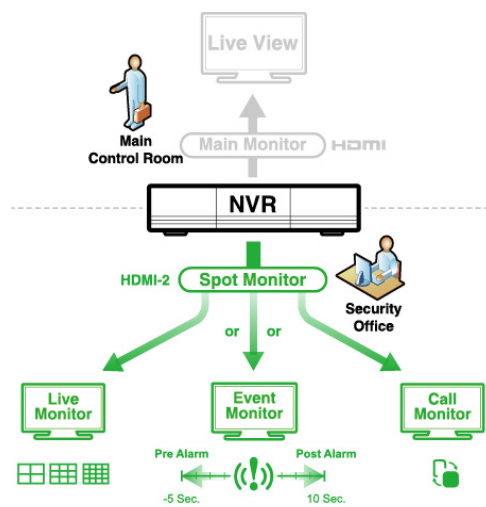 Live View
Main
Control Room
Main Monitor
HDMI
NVR
HDMI-2
Spot Monitor
Security
Office
or or
Live
Monitor
Event
Monitor
Call
Monitor
Pre Alarm
Post Alarm
-5 Sec.
10 Sec.